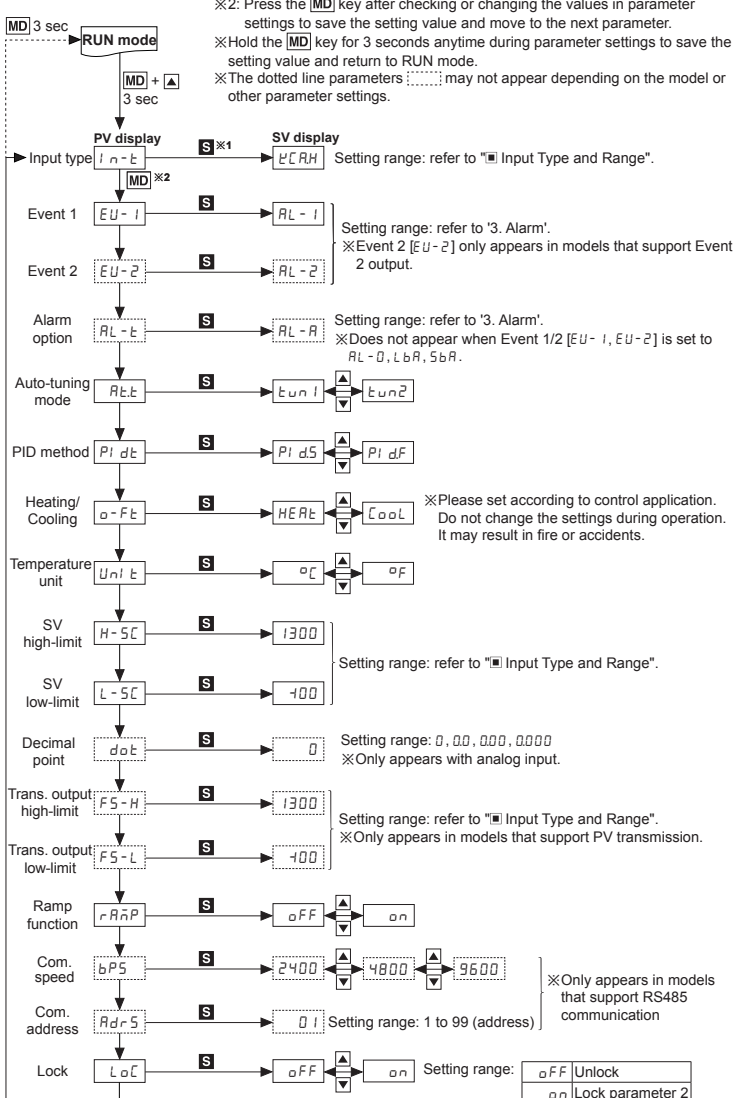 ※2: Press the MD key after checking or changing the values in parameter
settings to save the setting value and move to the next parameter.
※Hold the MD key for 3 seconds anytime during parameter settings to save the
setting value and return to RUN mode.
※The dotted line parameters may not appear depending on the model or
other parameter settings.
MD 3 sec
RUN mode
MD + ▲
3 sec
PV display
SV display
Input type In-t S ※1 KCAH Setting range: refer to "▣ Input Type and Range".
MD ※2
Event 1 EU-1 S AL-1
Setting range: refer to '3. Alarm'.
※Event 2 [EU-2] only appears in models that support Event
2 output.
Event 2 EU-2 S AL-2
Alarm
option AL-t S AL-A Setting range: refer to '3. Alarm'.
※Does not appear when Event 1/2 [EU-1, EU-2] is set to
AL-0, LbA, SbA.
Auto-tuning
mode At.t S tun1 ▲ ▼ tun2
PID method PIdt S PId.S ▲ ▼ PId.F
Heating/
Cooling o-Ft S HEAt ▲ ▼ CooL
※Please set according to control application.
Do not change the settings during operation.
It may result in fire or accidents.
Temperature
unit UnIt S °C ▲ ▼ °F
SV
high-limit H-SC S 1300
Setting range: refer to "▣ Input Type and Range".
SV
low-limit L-SC S -100
Decimal
point dot S 0 Setting range: 0, 0.0, 0.00, 0.000
※Only appears with analog input.
Trans. output
high-limit FS-H S 1300
Setting range: refer to "▣ Input Type and Range".
※Only appears in models that support PV transmission.
Trans. output
low-limit FS-L S -100
Ramp
function rAMP S oFF ▲ ▼ on
Com.
speed bPS S 2400 ▲ ▼ 4800 ▲ ▼ 9600
※Only appears in models
that support RS485
communication
Com.
address AdrS S 01 Setting range: 1 to 99 (address)
Lock LoC S oFF ▲ ▼ on Setting range: oFF Unlock
on Lock parameter 2